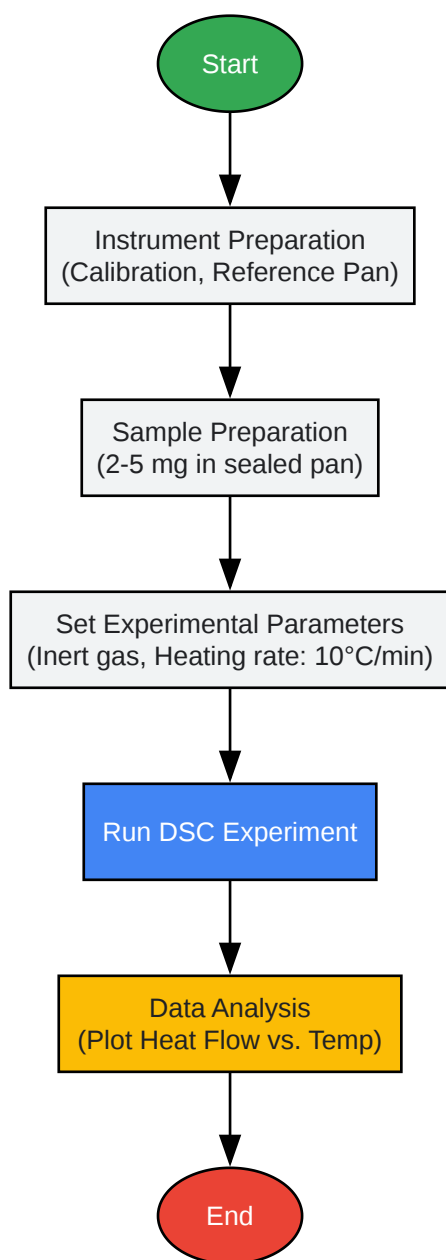 Start
Instrument Preparation
(Calibration, Reference Pan)
Sample Preparation
(2-5 mg in sealed pan)
Set Experimental Parameters
(Inert gas, Heating rate: 10°C/min)
Run DSC Experiment
Data Analysis
(Plot Heat Flow vs. Temp)
End